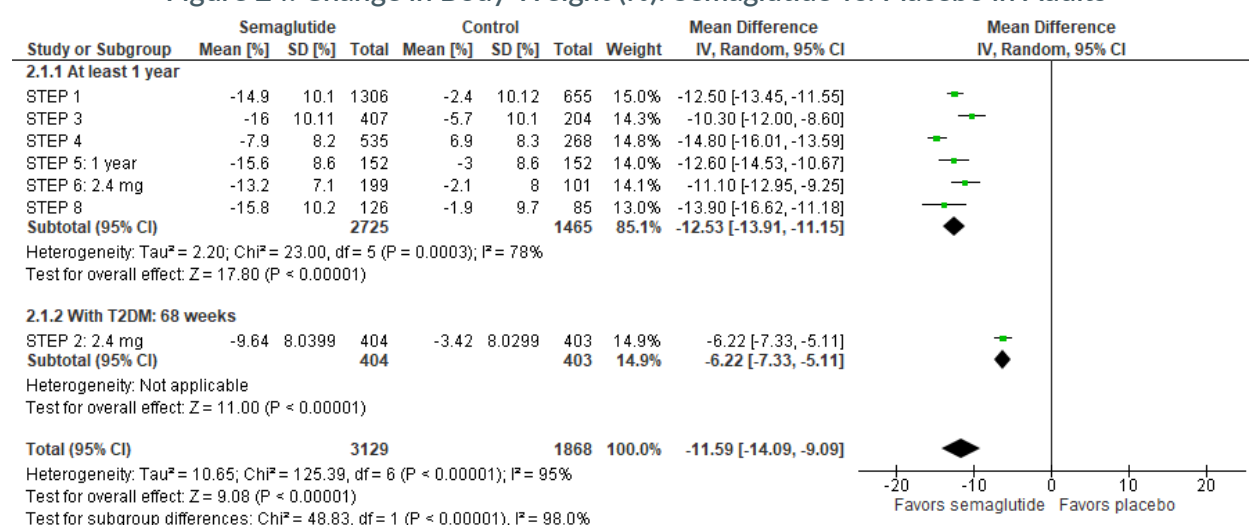 Figure 24. Change in Body Weight (%): Semaglutide vs. Placebo in Adults
Semaglutide Control Mean Difference Mean Difference
Study or Subgroup Mean [%] SD [%] Total Mean [%] SD [%] Total Weight IV, Random, 95% CI IV, Random, 95% CI
2.1.1 At least 1 year
STEP 1 -14.9 10.1 1306 -2.4 10.12 655 15.0% -12.50 [-13.45, -11.55]
STEP 3 -16 10.11 407 -5.7 10.1 204 14.3% -10.30 [-12.00, -8.60]
STEP 4 -7.9 8.2 535 6.9 8.3 268 14.8% -14.80 [-16.01, -13.59]
STEP 5: 1 year -15.6 8.6 152 -3 8.6 152 14.0% -12.60 [-14.53, -10.67]
STEP 6: 2.4 mg -13.2 7.1 199 -2.1 8 101 14.1% -11.10 [-12.95, -9.25]
STEP 8 -15.8 10.2 126 -1.9 9.7 85 13.0% -13.90 [-16.62, -11.18]
Subtotal (95% CI) 2725 1465 85.1% -12.53 [-13.91, -11.15]
Heterogeneity: Tau² = 2.20; Chi² = 23.00, df = 5 (P = 0.0003); I² = 78%
Test for overall effect: Z = 17.80 (P < 0.00001)
2.1.2 With T2DM: 68 weeks
STEP 2: 2.4 mg -9.64 8.0399 404 -3.42 8.0299 403 14.9% -6.22 [-7.33, -5.11]
Subtotal (95% CI) 404 403 14.9% -6.22 [-7.33, -5.11]
Heterogeneity: Not applicable
Test for overall effect: Z = 11.00 (P < 0.00001)
Total (95% CI) 3129 1868 100.0% -11.59 [-14.09, -9.09]
Heterogeneity: Tau² = 10.65; Chi² = 125.39, df = 6 (P < 0.00001); I² = 95%
Test for overall effect: Z = 9.08 (P < 0.00001)
Test for subgroup differences: Chi² = 48.83, df = 1 (P < 0.00001), I² = 98.0%
-20 -10 0 10 20
Favors semaglutide Favors placebo